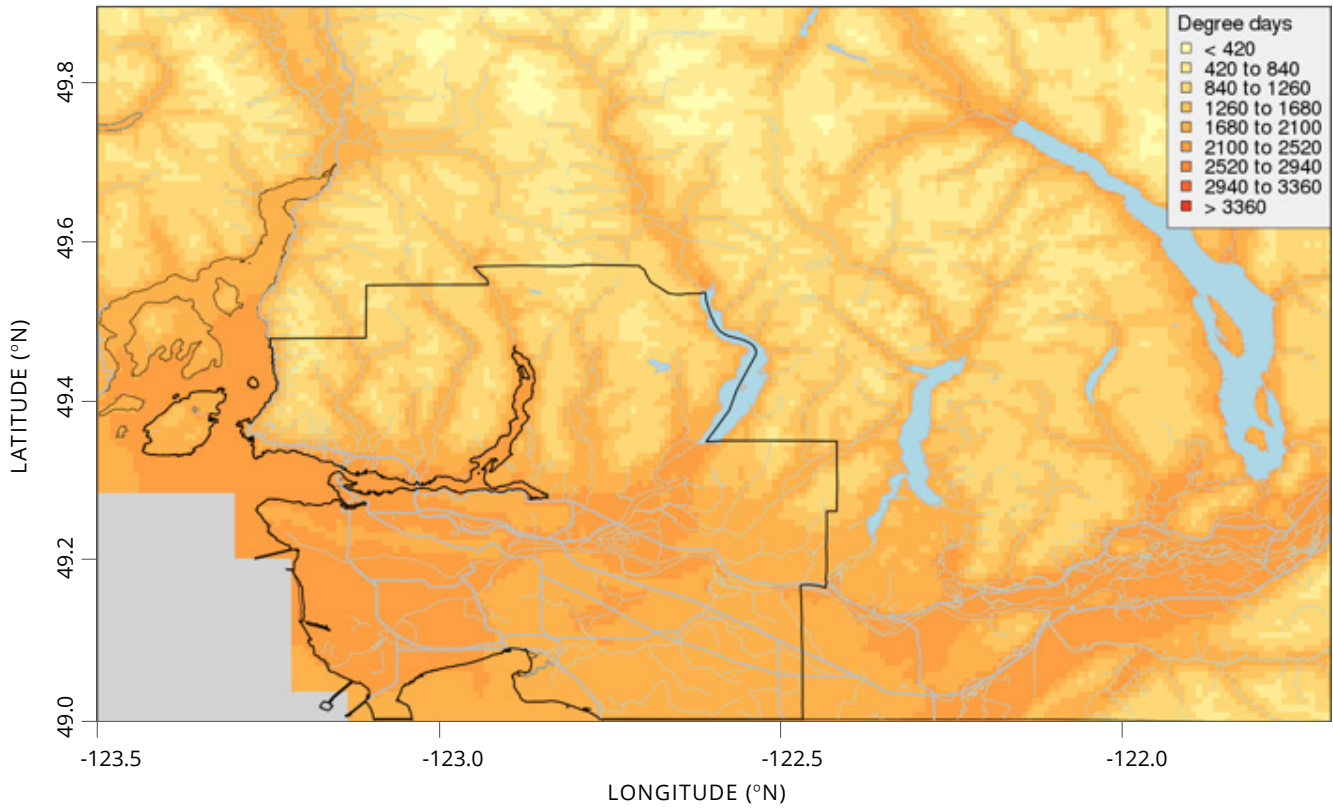 Degree days
< 420
420 to 840
840 to 1260
1260 to 1680
1680 to 2100
2100 to 2520
2520 to 2940
2940 to 3360
> 3360
49.8
49.6
49.4
49.2
49.0
LATITUDE (°N)
-123.5 -123.0 -122.5 -122.0
LONGITUDE (°N)